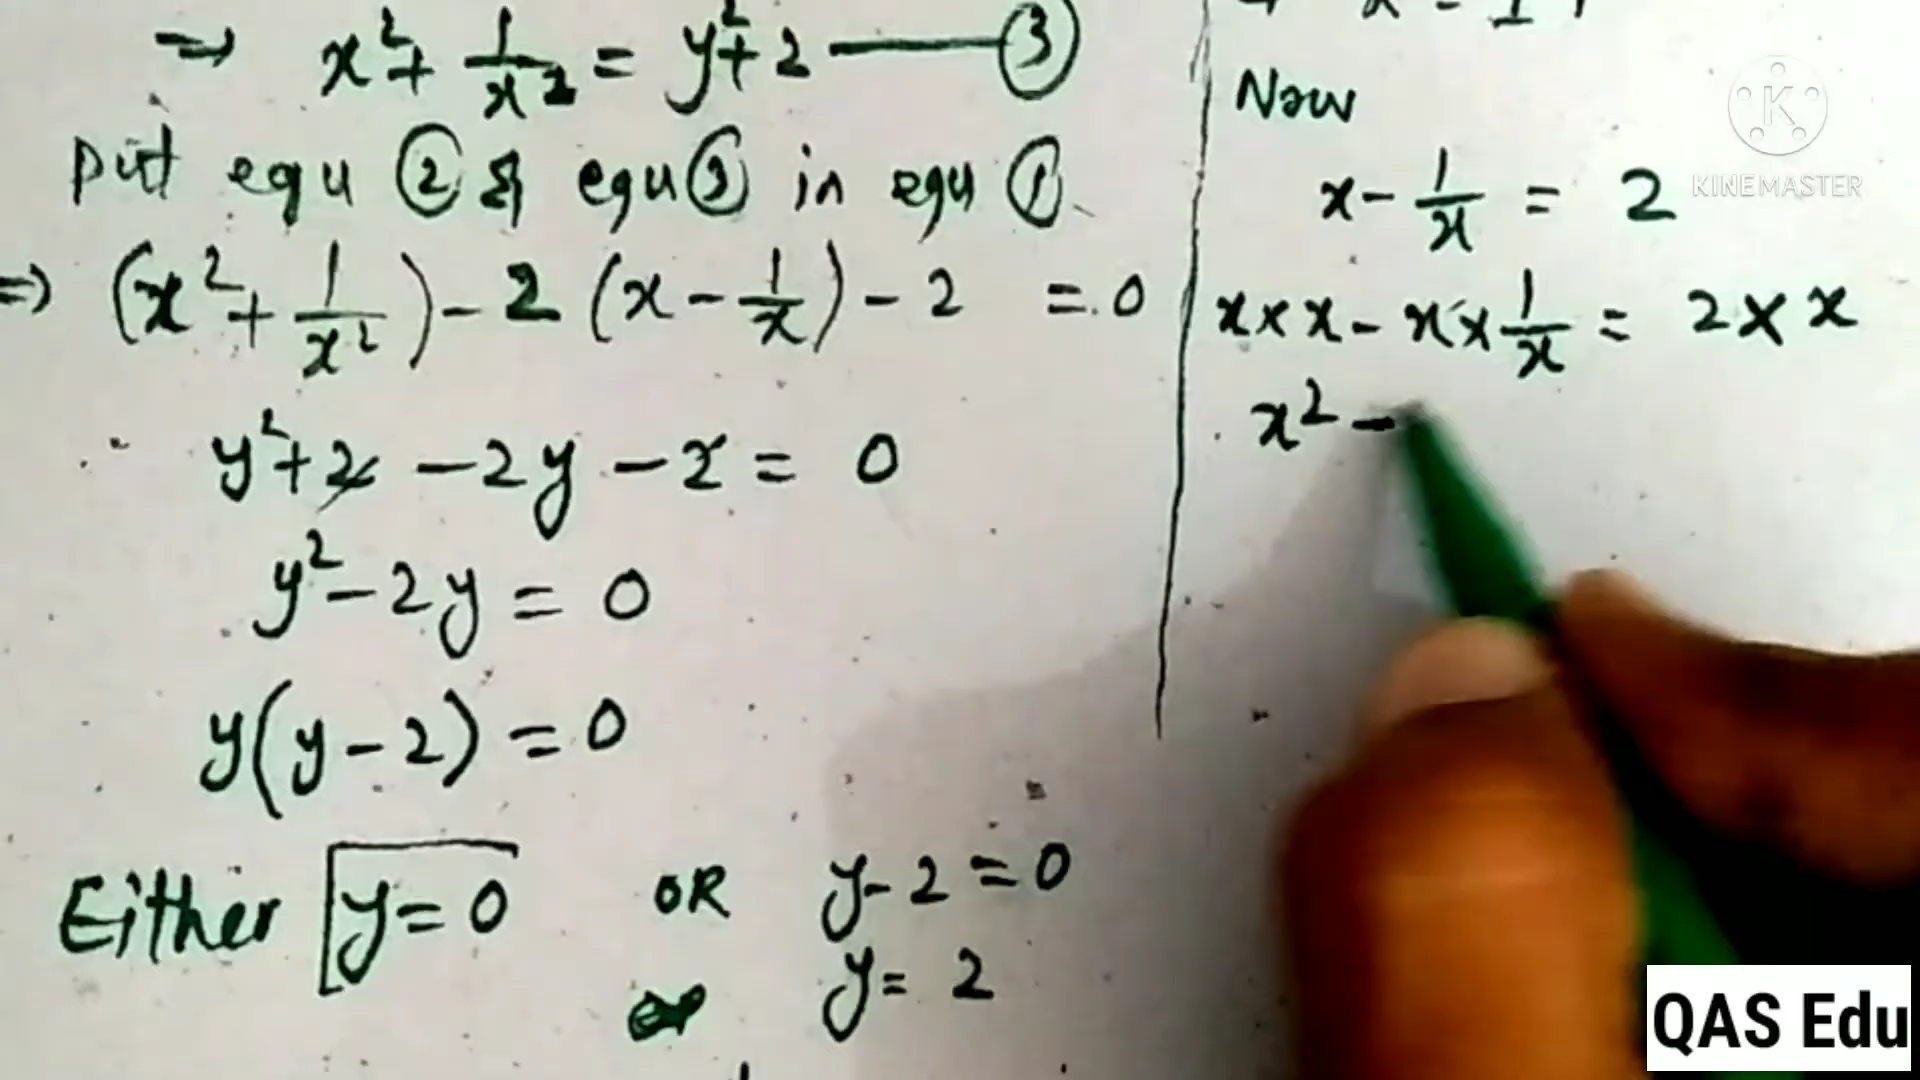 ⇒ x² + 1/x² = y² + 2 ——— ③
put equ ② & equ ③ in equ ①
⇒ (x² + 1/x²) - 2 (x - 1/x) - 2 = 0
y² + 2 - 2y - 2 = 0
y² - 2y = 0
y(y - 2) = 0
Either y = 0 OR y - 2 = 0
y = 2
Now
x - 1/x = 2
x × x - x × 1/x = 2 × x
x² -
KINEMASTER
QAS Edu